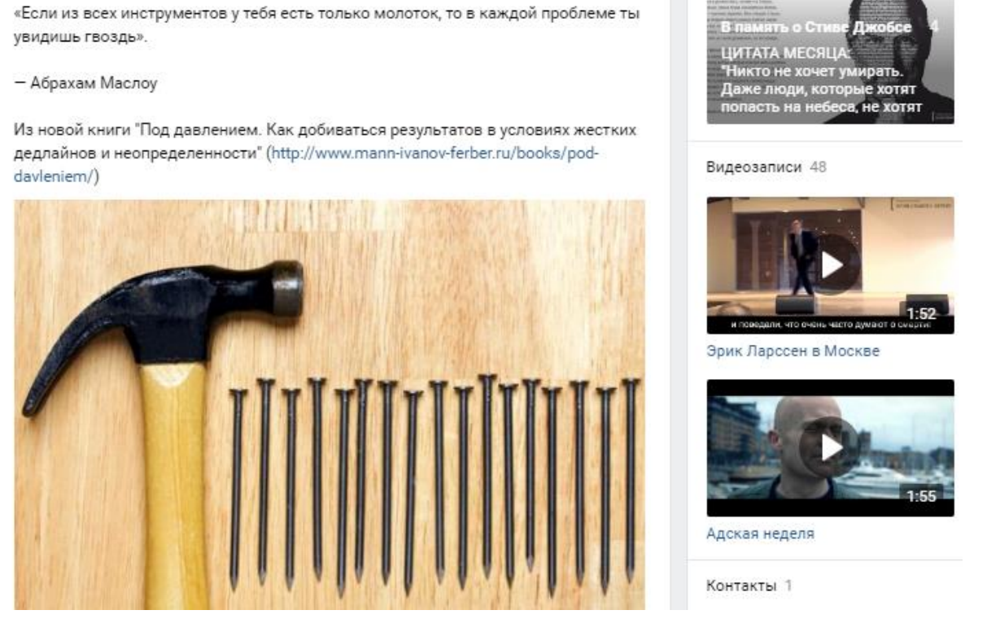 «Если из всех инструментов у тебя есть только молоток, то в каждой проблеме ты
увидишь гвоздь».
— Абрахам Маслоу
Из новой книги "Под давлением. Как добиваться результатов в условиях жестких
дедлайнов и неопределенности" (http://www.mann-ivanov-ferber.ru/books/pod-
davleniem/)
В память о Стиве Джобсе 4
ЦИТАТА МЕСЯЦА:
"Никто не хочет умирать.
Даже люди, которые хотят
попасть на небеса, не хотят
Видеозаписи 48
1:52
и поведали, что очень часто думают о смерти!
Эрик Ларссен в Москве
1:55
Адская неделя
Контакты 1